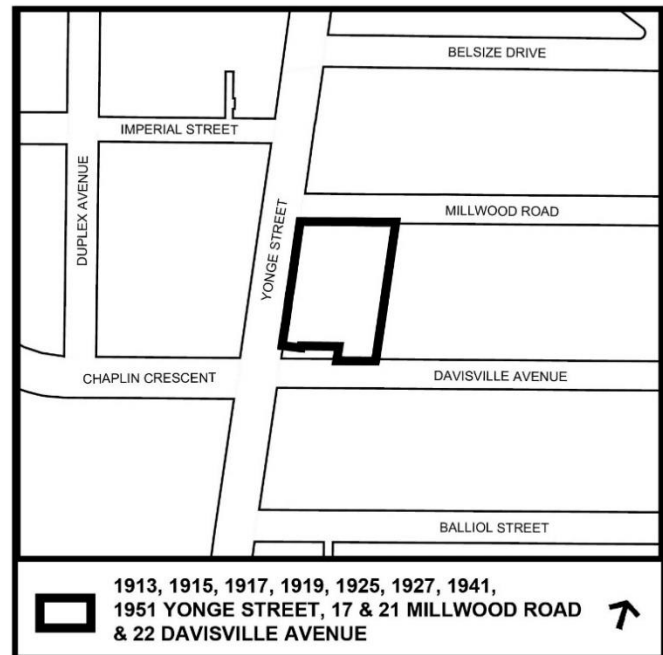 BELSIZE DRIVE
IMPERIAL STREET
DUPLEX AVENUE
YONGE STREET
MILLWOOD ROAD
CHAPLIN CRESCENT
DAVISVILLE AVENUE
BALLIOL STREET
1913, 1915, 1917, 1919, 1925, 1927, 1941,
1951 YONGE STREET, 17 & 21 MILLWOOD ROAD
& 22 DAVISVILLE AVENUE